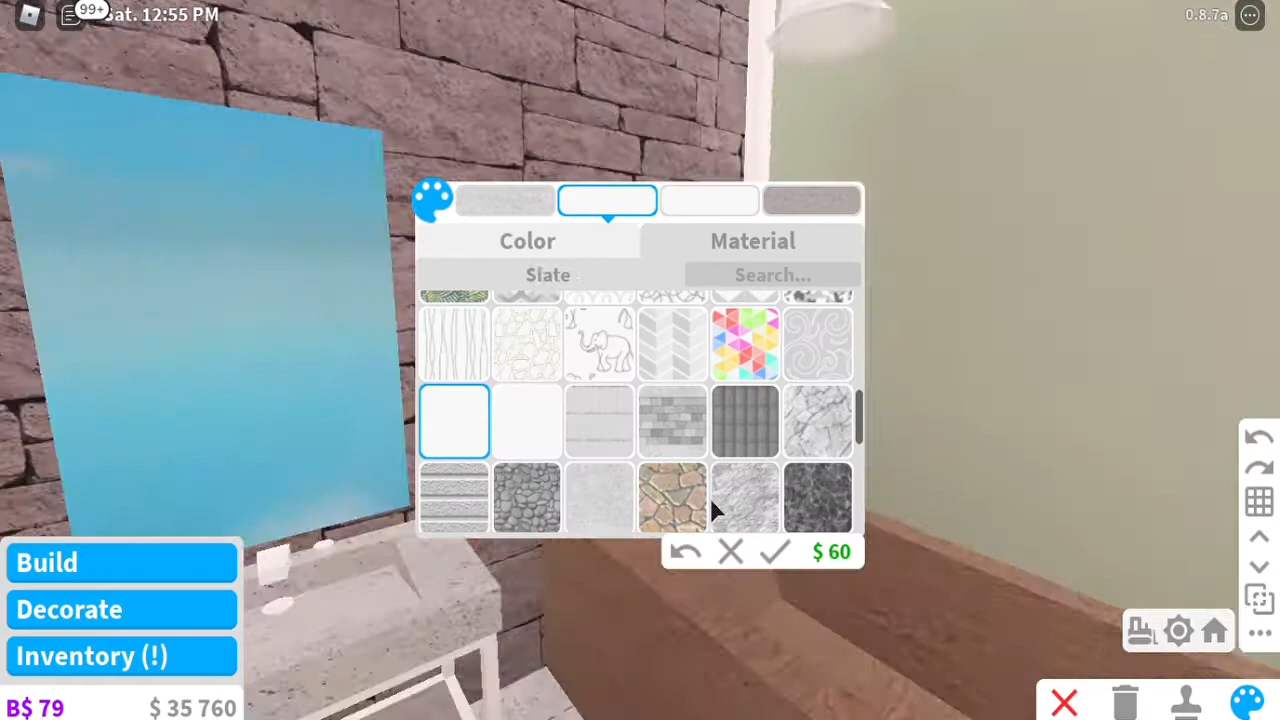 99+
Sat. 12:55 PM
0.8.7a
Color
Material
Slate
Search...
$ 60
Build
Decorate
Inventory (!)
B$ 79
$ 35 760